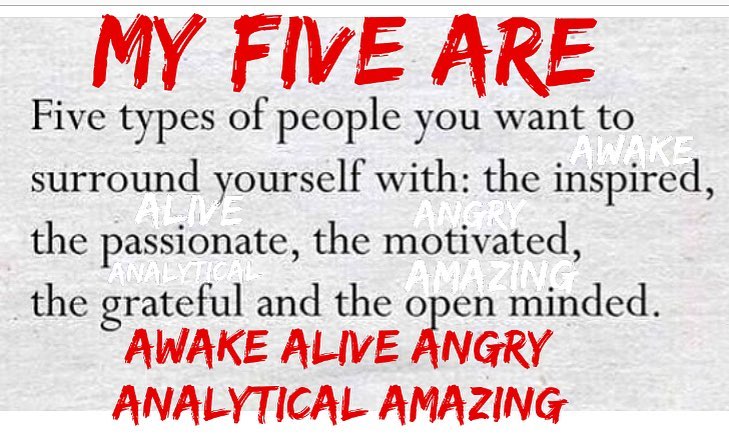 MY FIVE ARE
Five types of people you want to
AWAKE
surround yourself with: the inspired,
ALIVE ANGRY
the passionate, the motivated,
ANALYTICAL AMAZING
the grateful and the open minded.
AWAKE ALIVE ANGRY
ANALYTICAL AMAZING